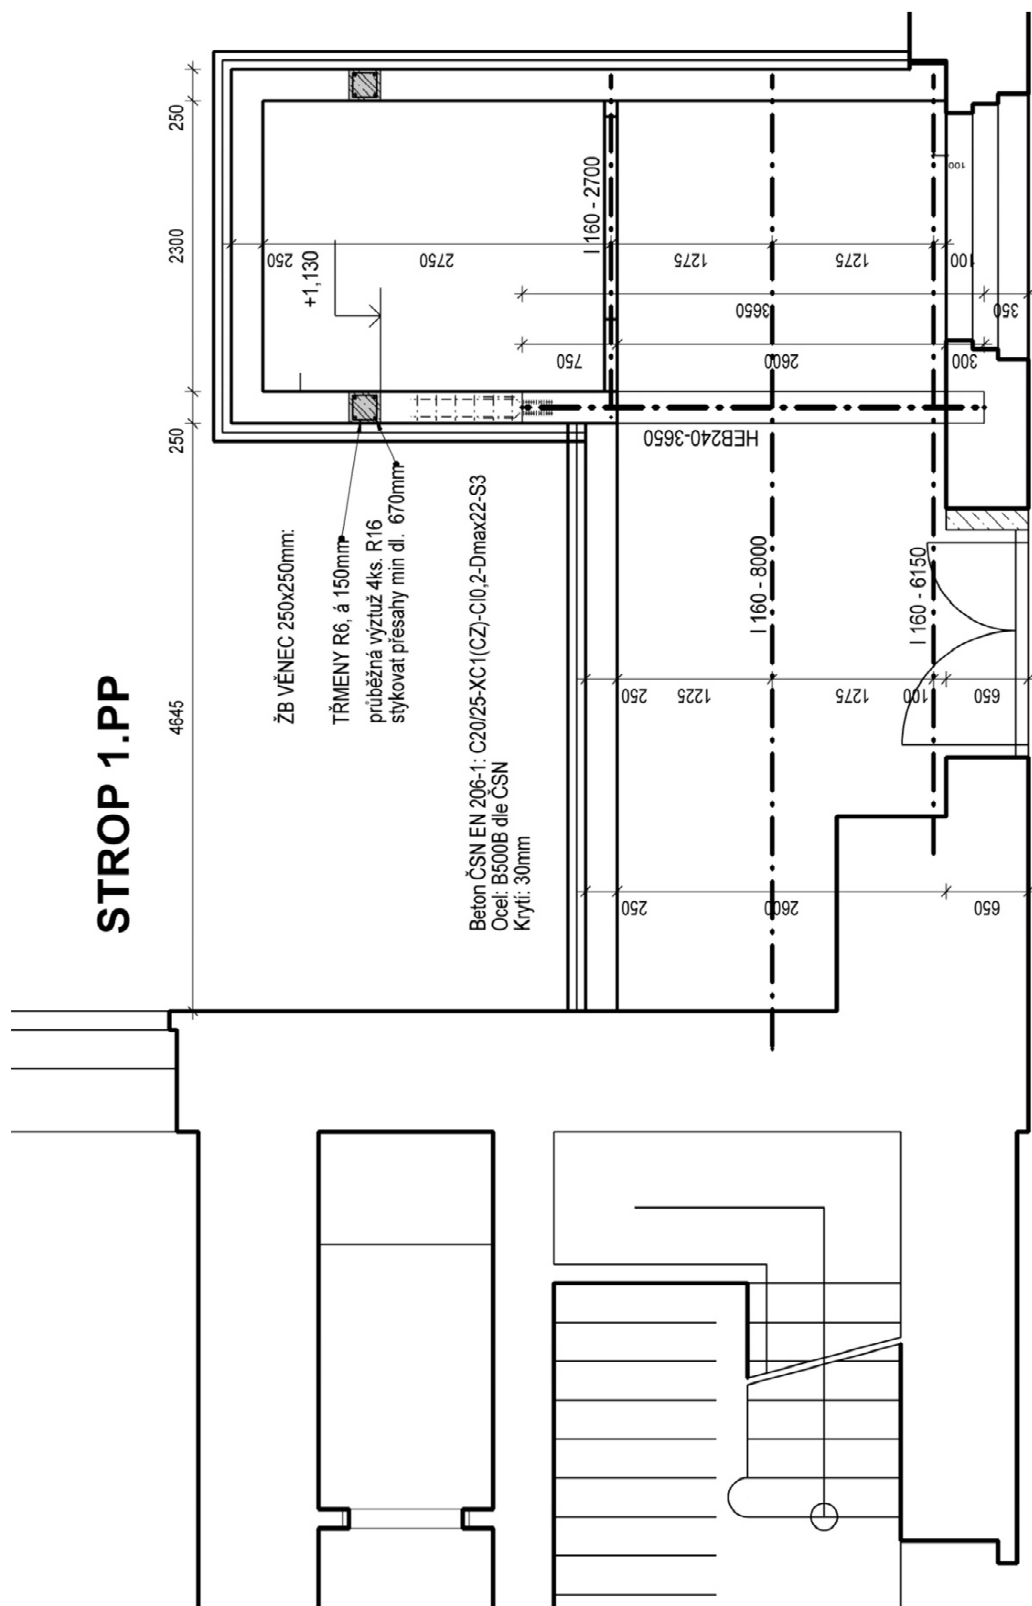 STROP 1.PP
250
2300
250
4645
ŽB VĚNEC 250x250mm:
TŘMENY R6, á 150mm
průběžná výztuž 4ks. R16
stykovat přesahy min dl. 670mm
Beton ČSN EN 206-1: C20/25-XC1(CZ)-Cl0,2-Dmax22-S3
Ocel: B500B dle ČSN
Krytí: 30mm
+1,130
250
2750
1275
1275
100
100
I 160 - 2700
3650
350
750
2600
300
HEB240-3650
I 160 - 8000
I 160 - 6150
250
1225
1275
100
650
250
2600
650